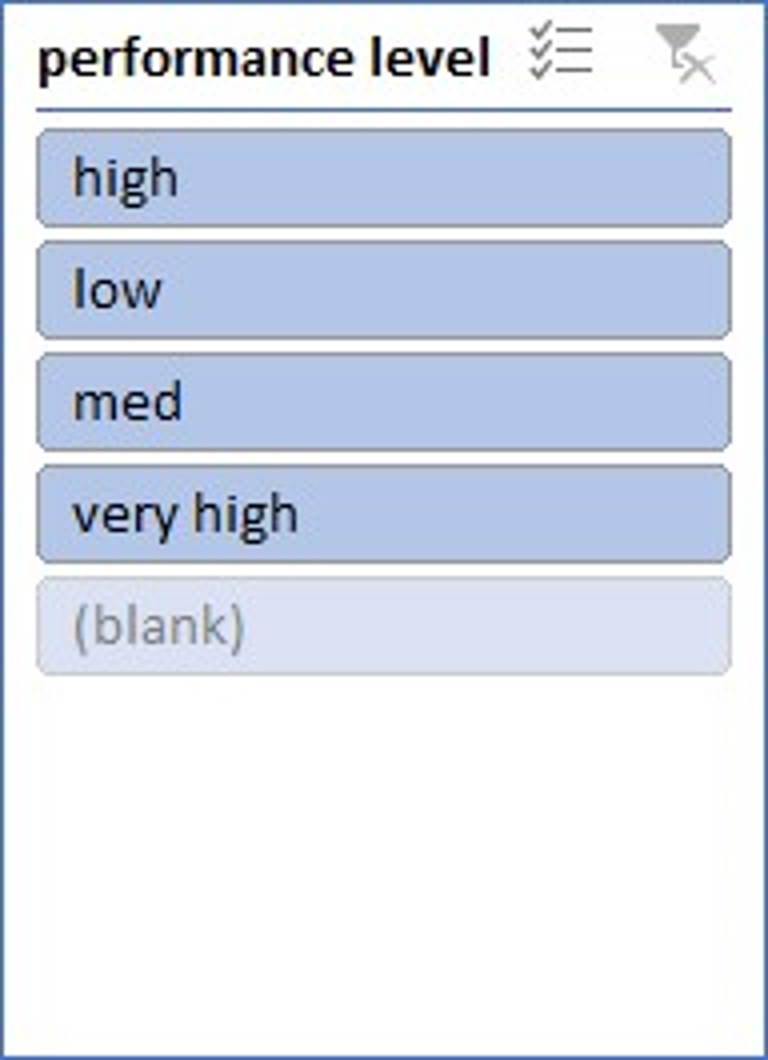 performance level
high
low
med
very high
(blank)